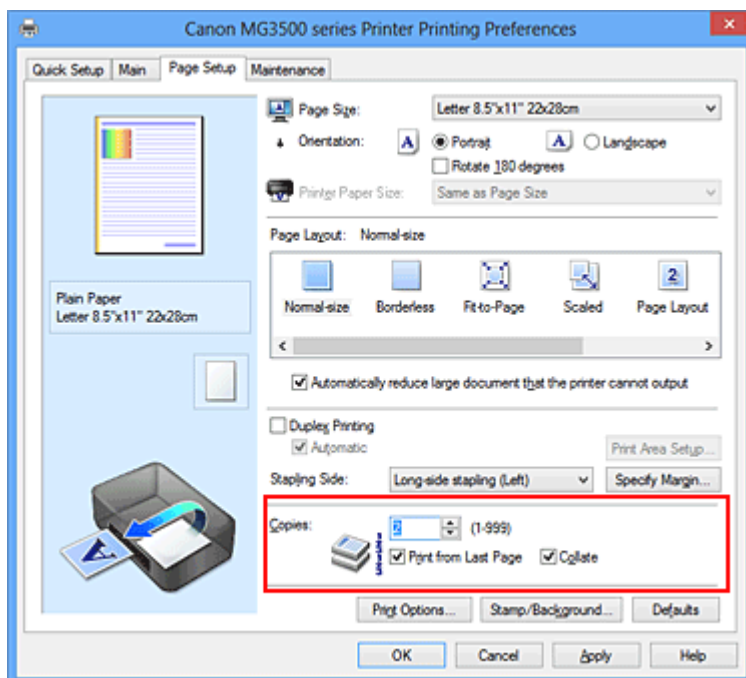 Canon MG3500 series Printer Printing Preferences
Quick Setup Main Page Setup Maintenance
Page Size: Letter 8.5"x11" 22x28cm
Orientation: A Portrait A Landscape
Rotate 180 degrees
Printer Paper Size: Same as Page Size
Page Layout: Normal-size
2
Normal-size Borderless Fit-to-Page Scaled Page Layout
Plain Paper
Letter 8.5"x11" 22x28cm
Automatically reduce large document that the printer cannot output
Duplex Printing
Automatic
Print Area Setup...
Stapling Side: Long-side stapling (Left) Specify Margin...
Copies: 2 (1-999)
Print from Last Page Collate
A
Print Options... Stamp/Background... Defaults
OK Cancel Apply Help